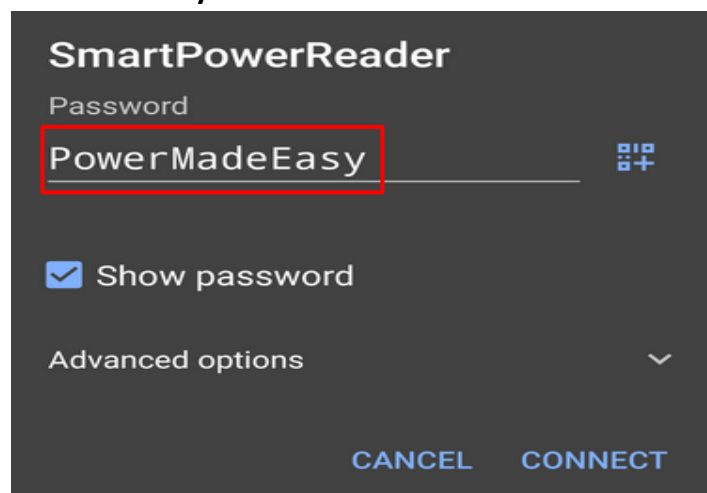 SmartPowerReader
Password
PowerMadeEasy
Show password
Advanced options
CANCEL CONNECT